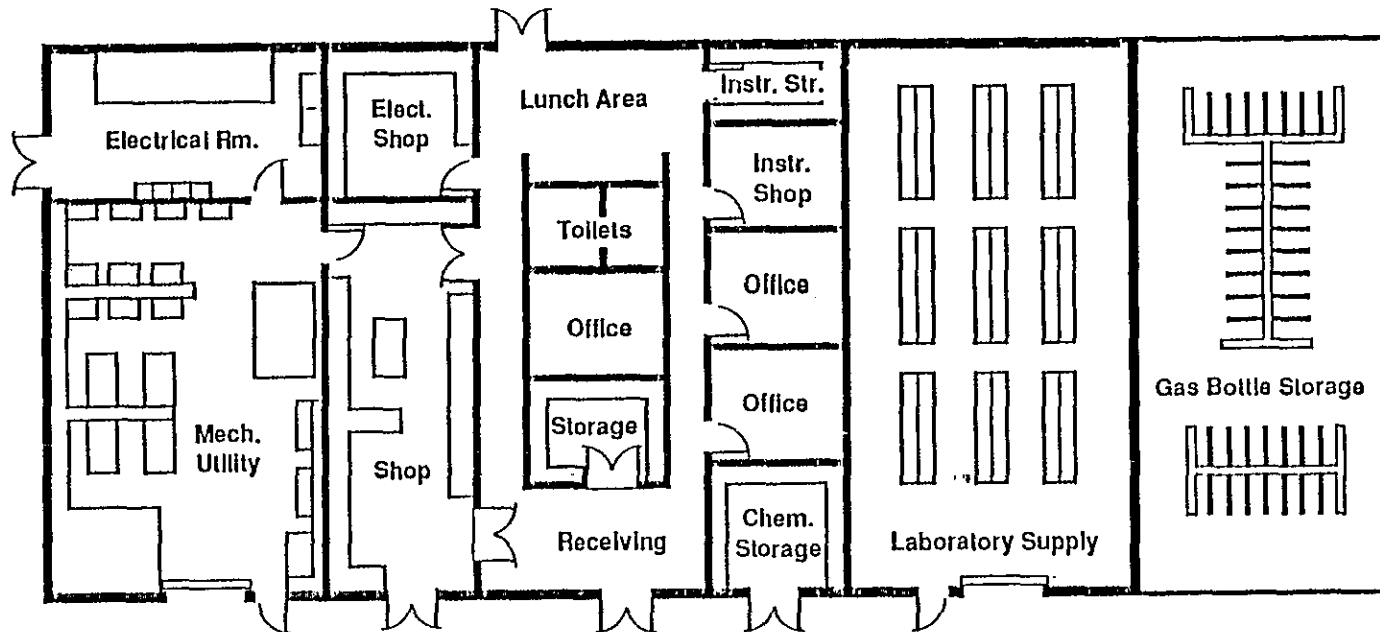 Instr. Str.
Lunch Area
Elect.
Shop
Electrical Rm.
Instr.
Shop
Toilets
Office
Office
Gas Bottle Storage
Office
Storage
Mech.
Utility
Shop
Chem.
Storage
Receiving
Laboratory Supply